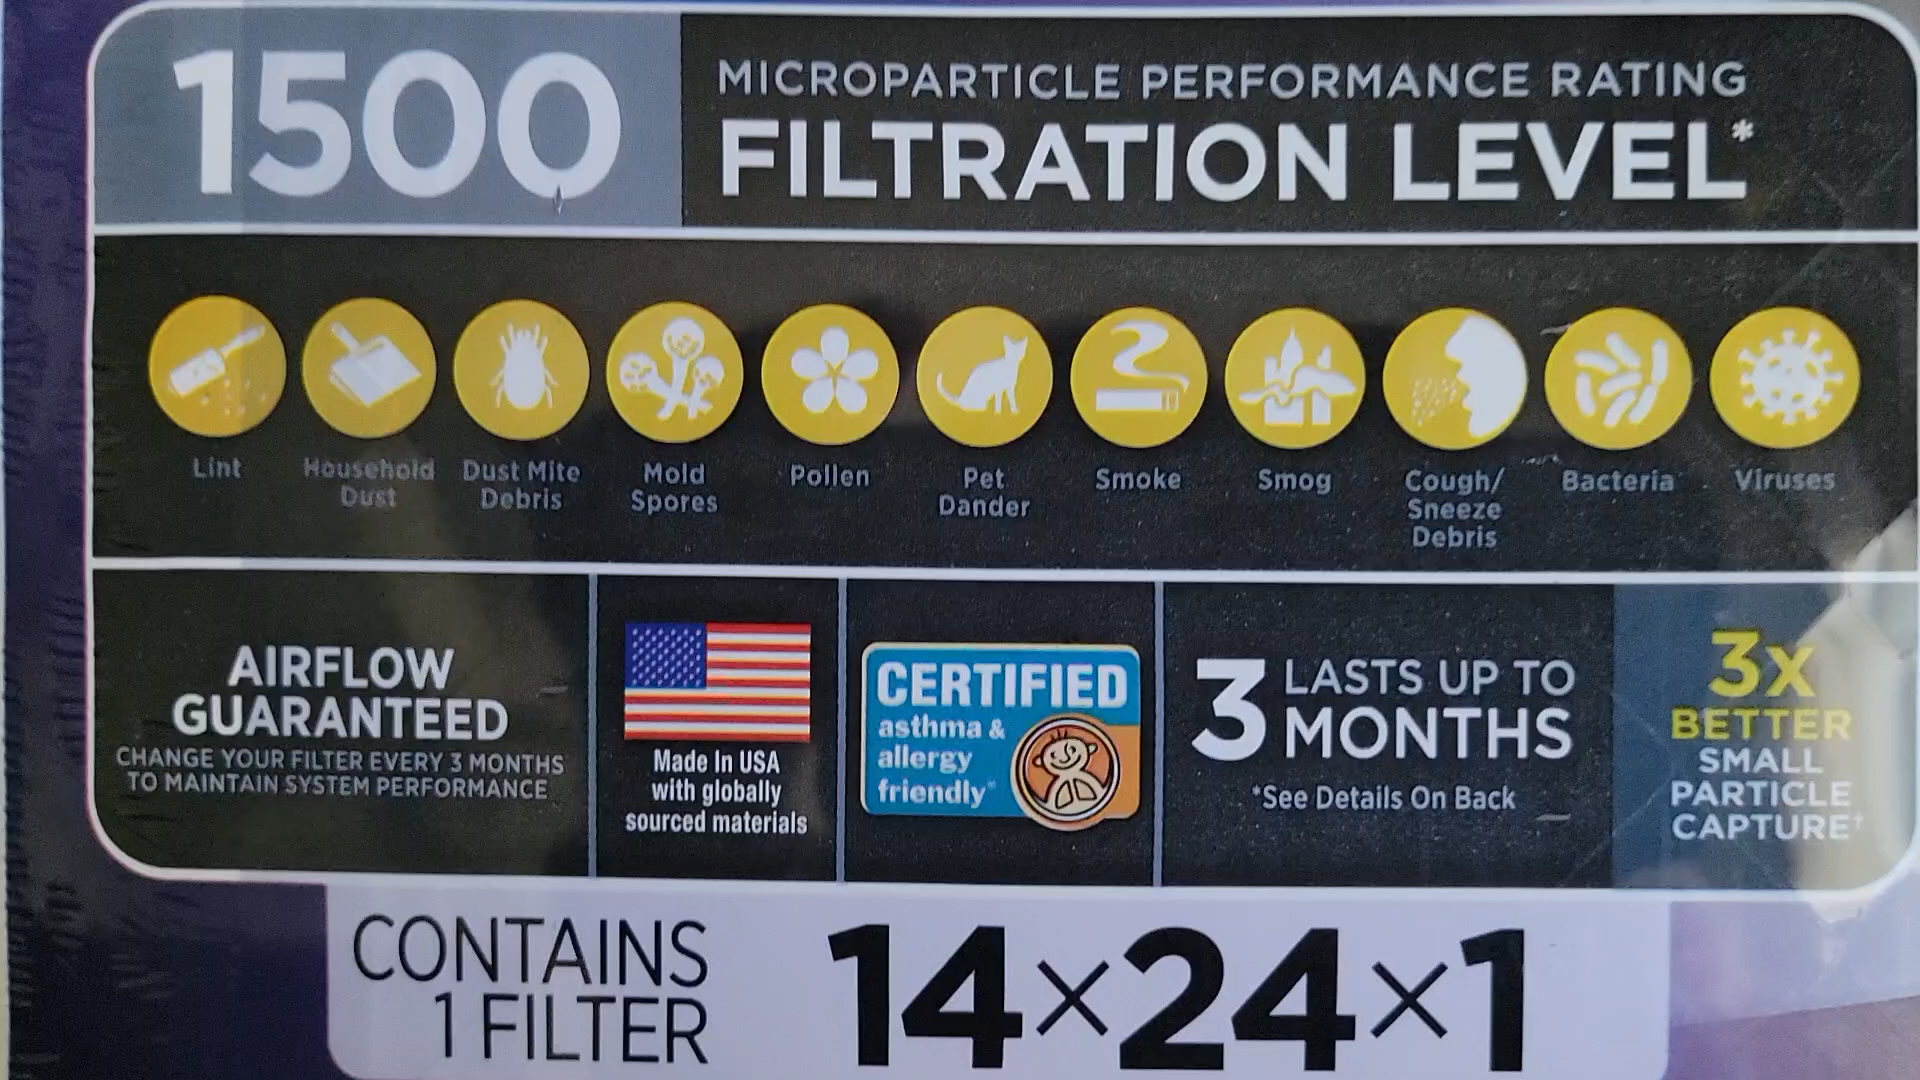 1500
MICROPARTICLE PERFORMANCE RATING
FILTRATION LEVEL*
Lint
Household
Dust
Dust Mite
Debris
Mold
Spores
Pollen
Pet
Dander
Smoke
Smog
Cough/
Sneeze
Debris
Bacteria
Viruses
AIRFLOW
GUARANTEED
CHANGE YOUR FILTER EVERY 3 MONTHS
TO MAINTAIN SYSTEM PERFORMANCE
Made In USA
with globally
sourced materials
CERTIFIED
asthma &
allergy
friendly®
3 LASTS UP TO
MONTHS
*See Details On Back
3x
BETTER
SMALL
PARTICLE
CAPTURE†
CONTAINS
1 FILTER
14×24×1